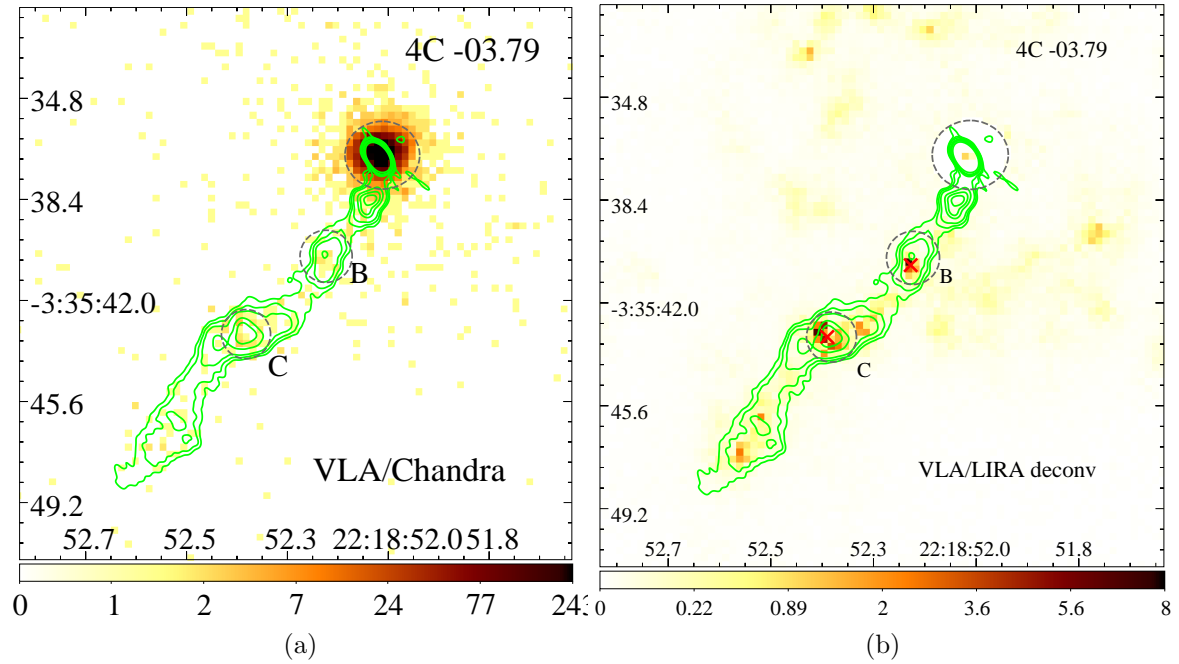 4C -03.79
34.8
38.4
B
-3:35:42.0
C
45.6
VLA/Chandra
49.2
52.7 52.5 52.3 22:18:52.0 51.8
0 1 2 7 24 77 245
(a)
4C -03.79
34.8
38.4
B
-3:35:42.0
C
45.6
VLA/LIRA deconv
49.2
52.7 52.5 52.3 22:18:52.0 51.8
0 0.22 0.89 2 3.6 5.6 8
(b)